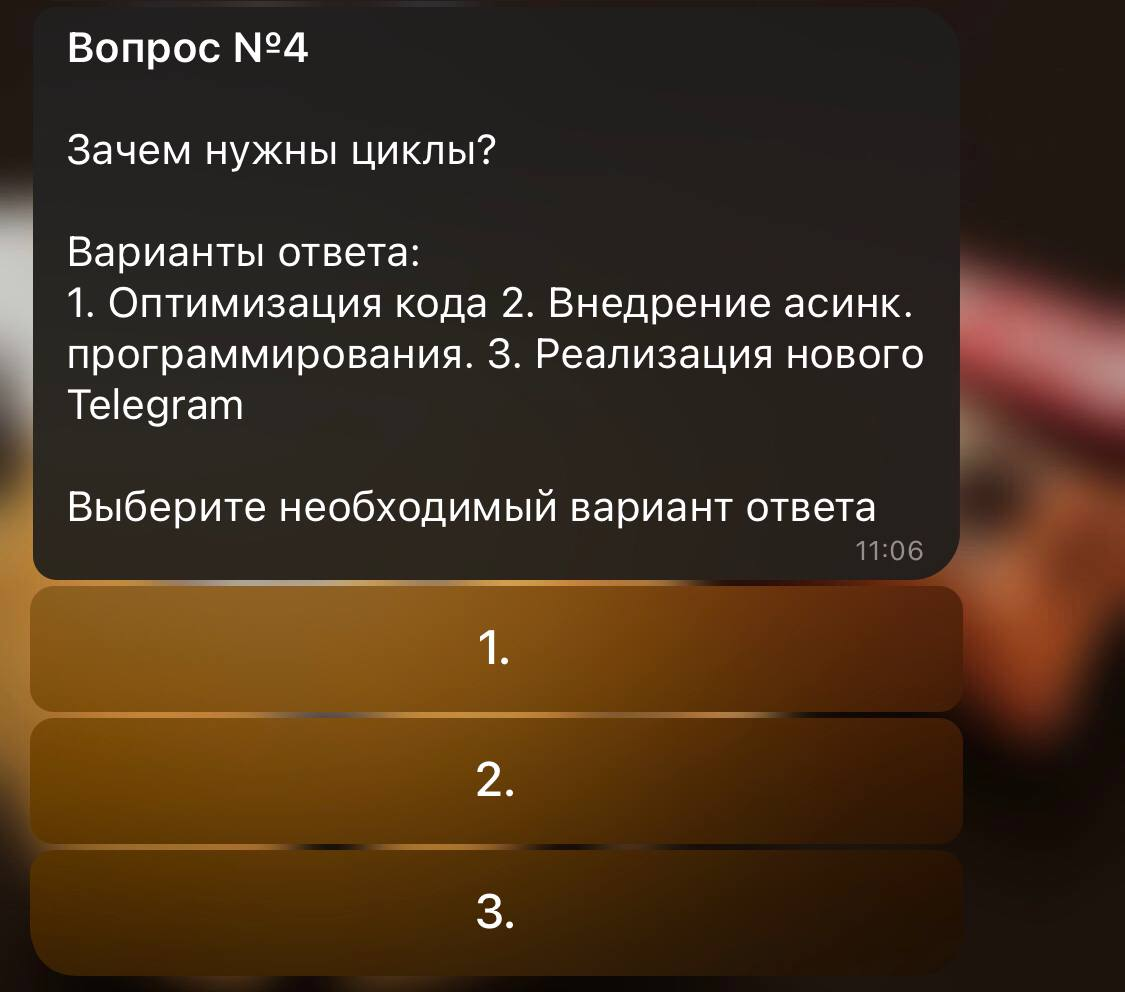 Вопрос №4
Зачем нужны циклы?
Варианты ответа:
1. Оптимизация кода 2. Внедрение асинк.
программирования. 3. Реализация нового
Telegram
Выберите необходимый вариант ответа
11:06
1.
2.
3.